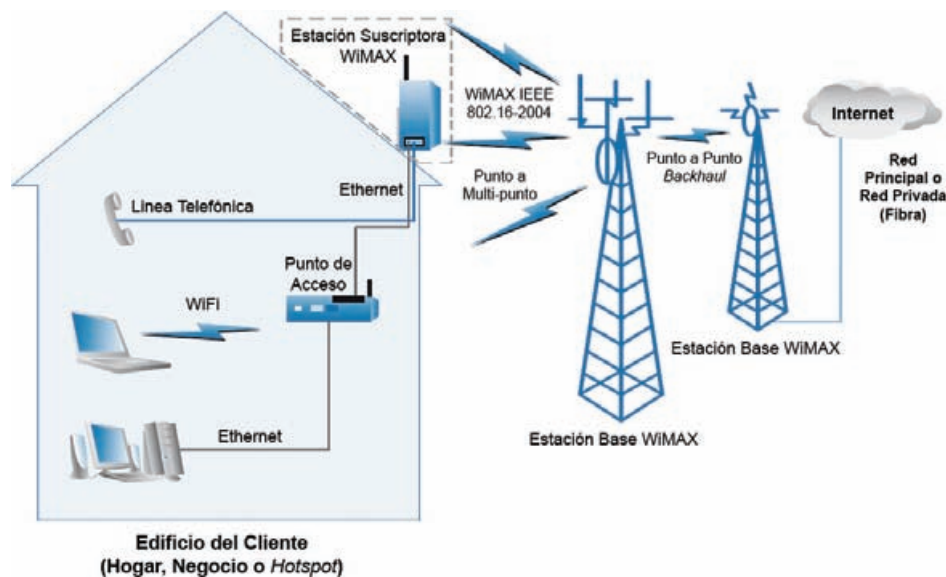 Estación Suscriptora
WiMAX
WiMAX IEEE
802.16-2004
Internet
Punto a Punto
Backhaul
Red
Principal o
Red Privada
(Fibra)
Ethernet
Punto a
Multi-punto
Linea Telefónica
Punto de
Acceso
WiFi
Estación Base WiMAX
Ethernet
Estación Base WiMAX
Edificio del Cliente
(Hogar, Negocio o Hotspot)